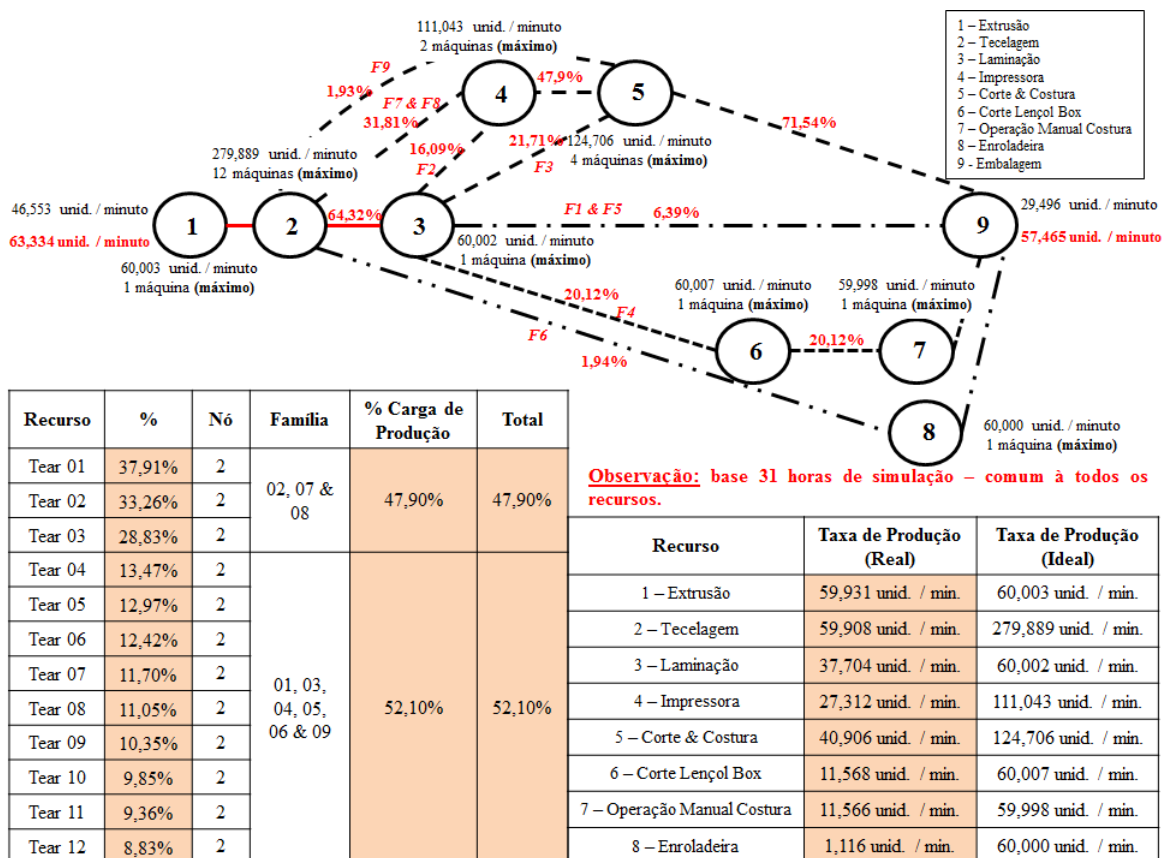 111,043 unid. / minuto
2 máquinas (máximo)
1 – Extrusão
2 – Tecelagem
3 – Laminação
4 – Impressora
5 – Corte & Costura
6 – Corte Lençol Box
7 – Operação Manual Costura
8 – Enroladeira
9 - Embalagem
F9
1,93%
F7 & F8
31,81%
4
47,9%
5
71,54%
16,09%
F2
21,71%
F3
124,706 unid. / minuto
4 máquinas (máximo)
279,889 unid. / minuto
12 máquinas (máximo)
46,553 unid. / minuto
63,334 unid. / minuto
1
2
64,32%
3
F1 & F5
6,39%
9
29,496 unid. / minuto
57,465 unid. / minuto
60,003 unid. / minuto
1 máquina (máximo)
60,002 unid. / minuto
1 máquina (máximo)
20,12%
F4
60,007 unid. / minuto
1 máquina (máximo)
59,998 unid. / minuto
1 máquina (máximo)
F6
1,94%
6
20,12%
7
8
60,000 unid. / minuto
1 máquina (máximo)
Recurso % Nó Família % Carga de Produção Total
Tear 01 37,91% 2
Tear 02 33,26% 2 02, 07 & 08 47,90% 47,90%
Tear 03 28,83% 2
Tear 04 13,47% 2
Tear 05 12,97% 2
Tear 06 12,42% 2
Tear 07 11,70% 2
Tear 08 11,05% 2 01, 03, 04, 05, 06 & 09 52,10% 52,10%
Tear 09 10,35% 2
Tear 10 9,85% 2
Tear 11 9,36% 2
Tear 12 8,83% 2
Observação: base 31 horas de simulação – comum à todos os
recursos.
Recurso Taxa de Produção (Real) Taxa de Produção (Ideal)
1 – Extrusão 59,931 unid. / min. 60,003 unid. / min.
2 – Tecelagem 59,908 unid. / min. 279,889 unid. / min.
3 – Laminação 37,704 unid. / min. 60,002 unid. / min.
4 – Impressora 27,312 unid. / min. 111,043 unid. / min.
5 – Corte & Costura 40,906 unid. / min. 124,706 unid. / min.
6 – Corte Lençol Box 11,568 unid. / min. 60,007 unid. / min.
7 – Operação Manual Costura 11,566 unid. / min. 59,998 unid. / min.
8 – Enroladeira 1,116 unid. / min. 60,000 unid. / min.